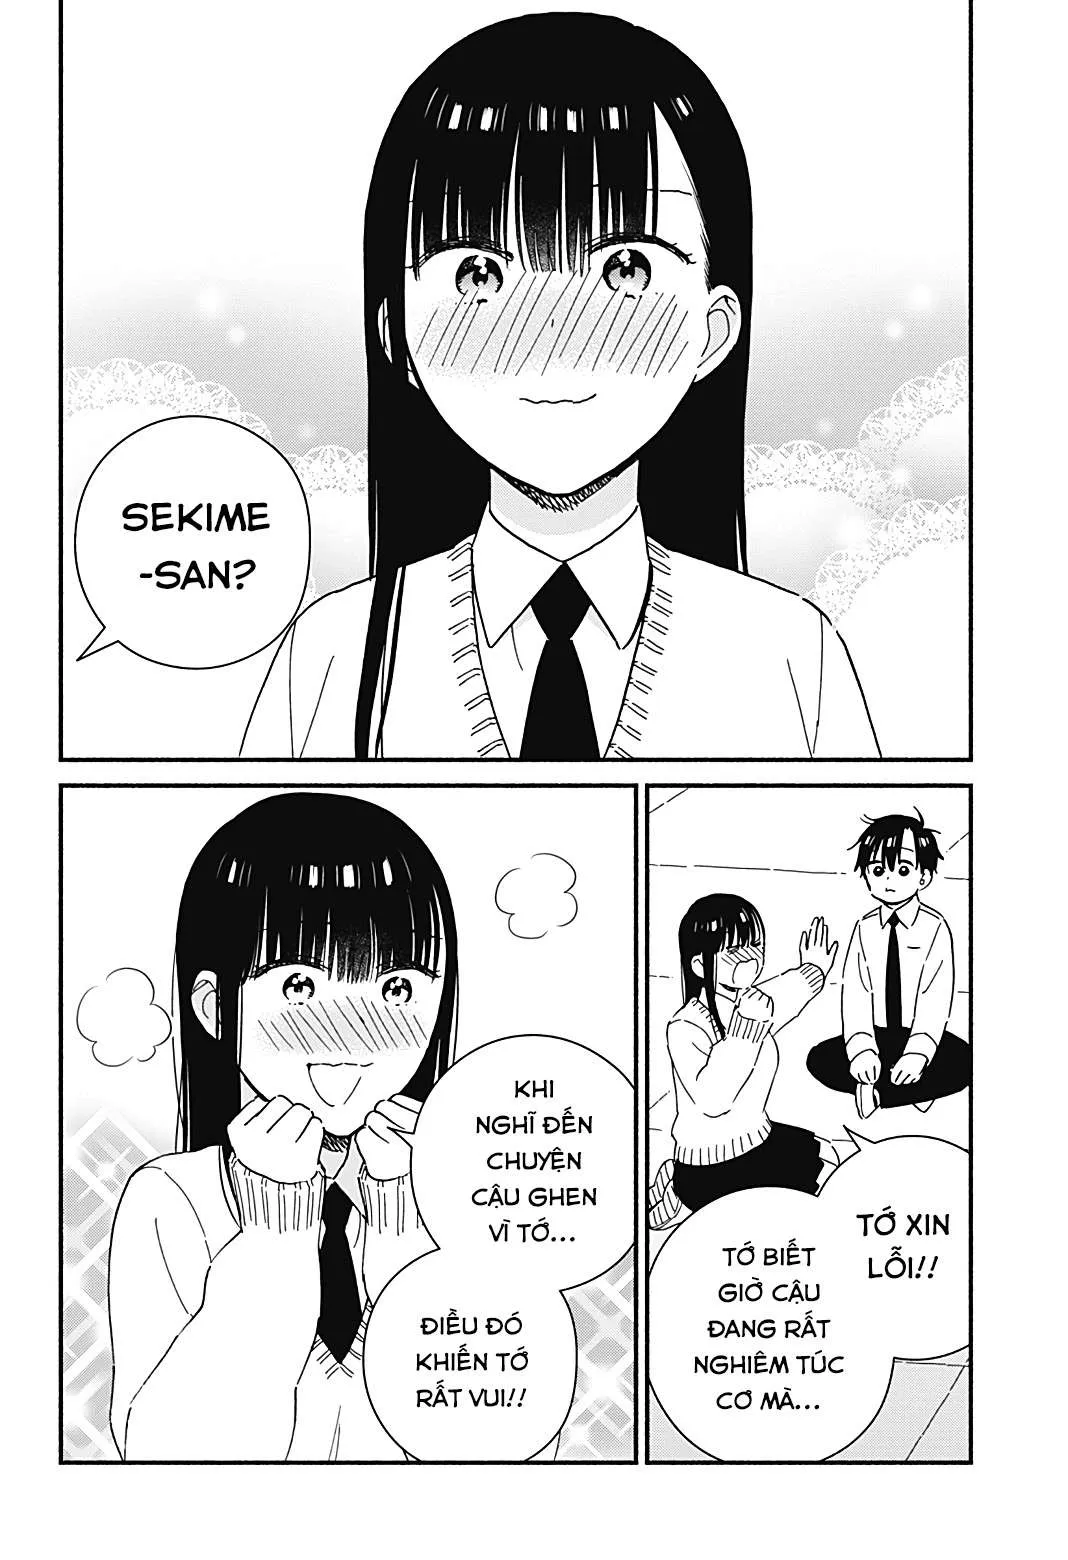 SEKIME
-SAN?
TỚ XIN
LỖI!!
TỚ BIẾT
GIỜ CẬU
ĐANG RẤT
NGHIÊM TÚC
CƠ MÀ...
KHI
NGHĨ ĐẾN
CHUYỆN
CẬU GHEN
VÌ TỚ...
ĐIỀU ĐÓ
KHIẾN TỚ
RẤT VUI!!